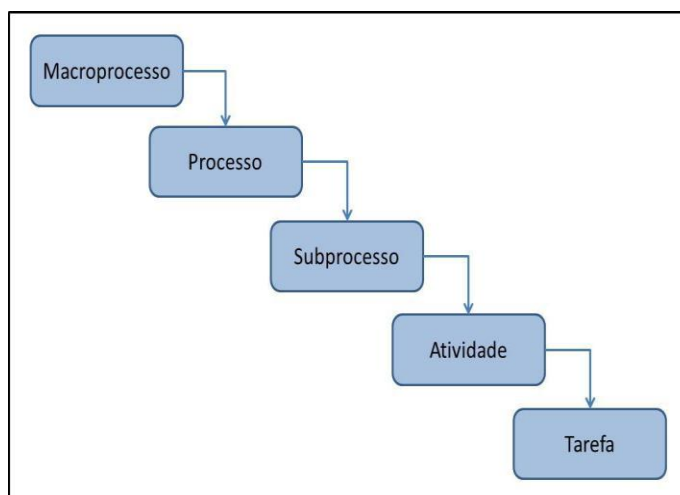 Macroprocesso
Processo
Subprocesso
Atividade
Tarefa